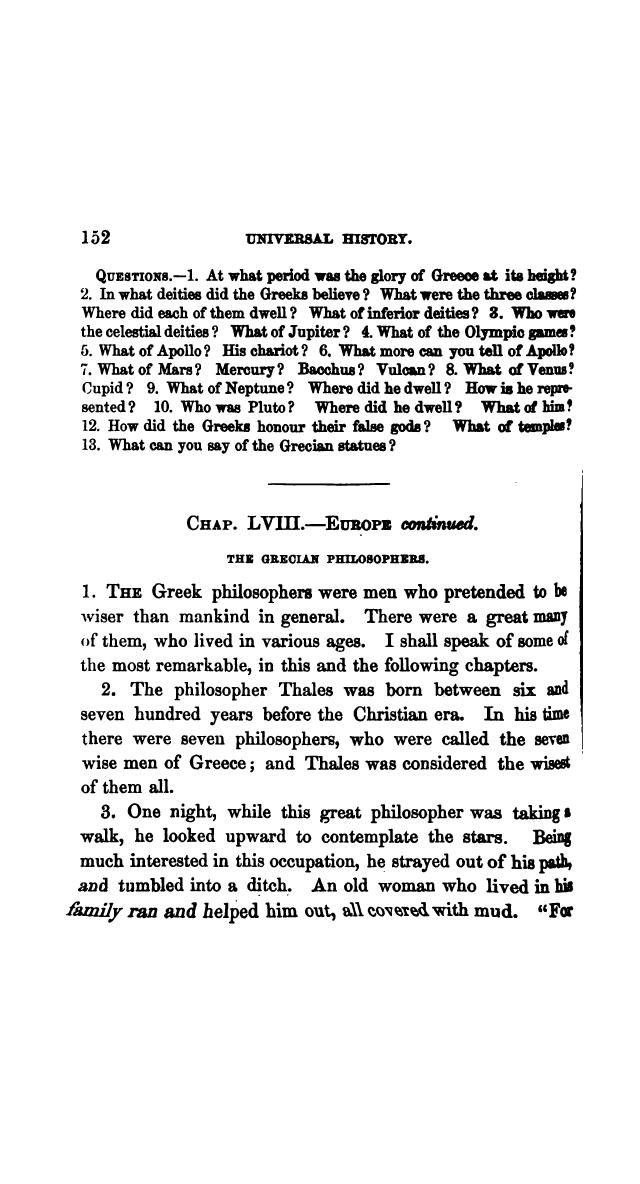 152 UNIVERSAL HISTORY.
QUESTIONS.—1. At what period was the glory of Greece at its height?
2. In what deities did the Greeks believe? What were the three classes?
Where did each of them dwell? What of inferior deities? 3. Who were
the celestial deities? What of Jupiter? 4. What of the Olympic games?
5. What of Apollo? His chariot? 6. What more can you tell of Apollo?
7. What of Mars? Mercury? Bacchus? Vulcan? 8. What of Venus?
Cupid? 9. What of Neptune? Where did he dwell? How is he repre-
sented? 10. Who was Pluto? Where did he dwell? What of him?
12. How did the Greeks honour their false gods? What of temples?
13. What can you say of the Grecian statues?
CHAP. LVIII.—EUROPE continued.
THE GRECIAN PHILOSOPHERS.
1. THE Greek philosophers were men who pretended to be
wiser than mankind in general. There were a great many
of them, who lived in various ages. I shall speak of some of
the most remarkable, in this and the following chapters.
2. The philosopher Thales was born between six and
seven hundred years before the Christian era. In his time
there were seven philosophers, who were called the seven
wise men of Greece; and Thales was considered the wisest
of them all.
3. One night, while this great philosopher was taking a
walk, he looked upward to contemplate the stars. Being
much interested in this occupation, he strayed out of his path,
and tumbled into a ditch. An old woman who lived in his
family ran and helped him out, all covered with mud. "For